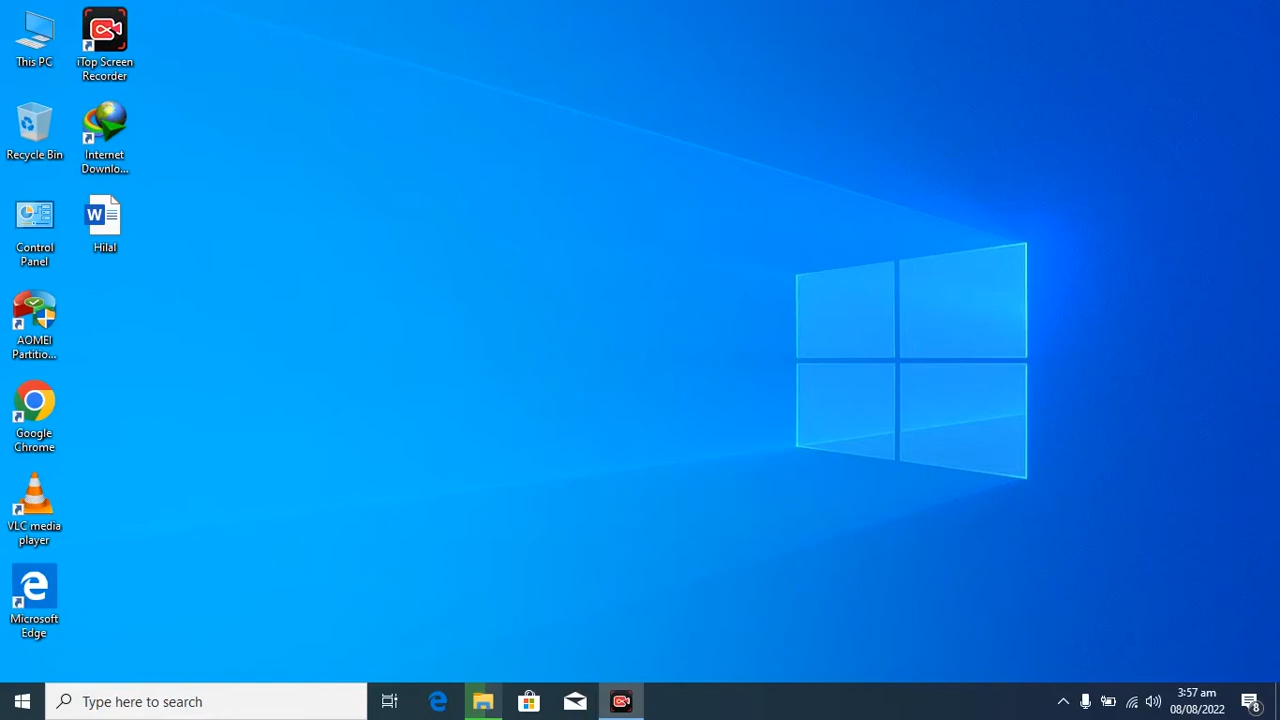 This PC
iTop Screen
Recorder
Recycle Bin
Internet
Downlo...
Control
Panel
W
Hilal
AOMEI
Partitio...
Google
Chrome
VLC media
player
Microsoft
Edge
Type here to search
3:57 am
08/08/2022
8